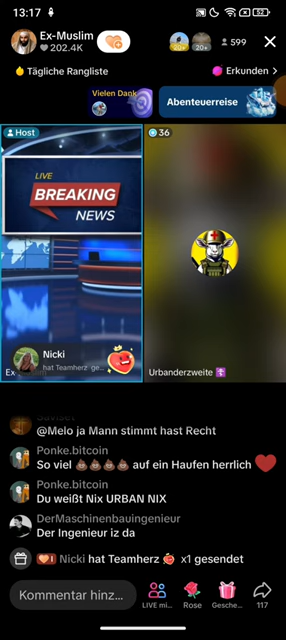 13:17
52
Ex-Muslim
202.4K
20+
20+
599
Tägliche Rangliste
Erkunden >
Vielen Dank
Abenteuerreise
Host
36
LIVE
BREAKING
NEWS
Nicki
hat Teamherz ge...
Ex
Urbanderzweite
@Melo ja Mann stimmt hast Recht
Ponke.bitcoin
So viel 💩💩💩💩 auf ein Haufen herrlich ❤️
Ponke.bitcoin
Du weißt Nix URBAN NIX
DerMaschinenbauingenieur
Der Ingenieur iz da
Nicki hat Teamherz x1 gesendet
Kommentar hinz...
LIVE mi...
Rose
Gesche...
117